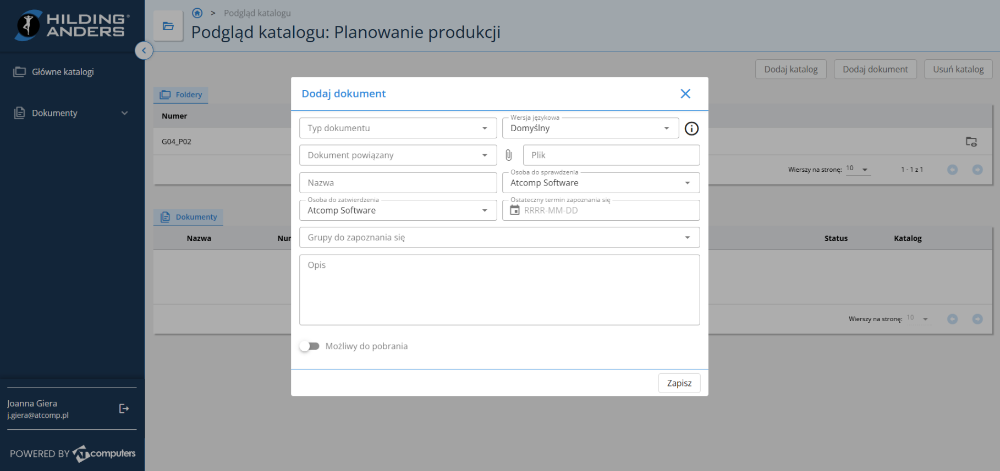 HILDING®
ANDERS
Główne katalogi
Dokumenty
Joanna Giera
j.giera@atcomp.pl
POWERED BY ATcomputers
> Podgląd katalogu
Podgląd katalogu: Planowanie produkcji
Dodaj katalog
Dodaj dokument
Usuń katalog
Foldery
Numer
G04_P02
Wierszy na stronę: 10
1 - 1 z 1
Dokumenty
Nazwa
Nur
Status
Katalog
Wierszy na stronę: 10
Dodaj dokument
Typ dokumentu
Wersja językowa
Domyślny
Dokument powiązany
Plik
Nazwa
Osoba do sprawdzenia
Atcomp Software
Osoba do zatwierdzenia
Atcomp Software
Ostateczny termin zapoznania się
RRRR-MM-DD
Grupy do zapoznania się
Opis
Możliwy do pobrania
Zapisz